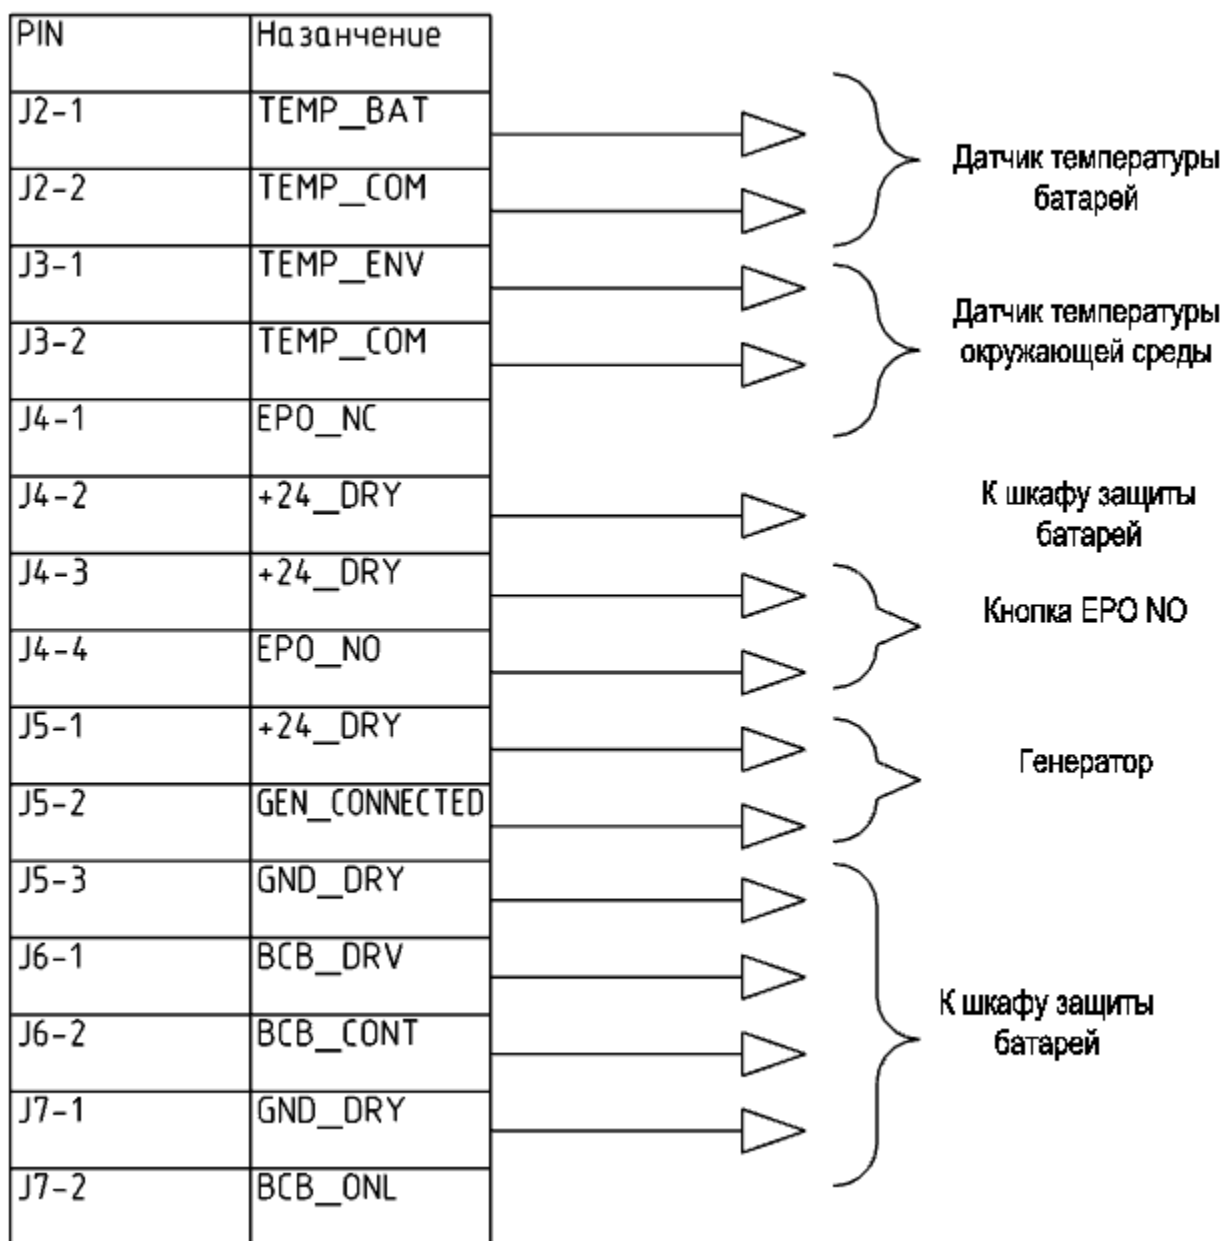 PIN Назанчение
J2-1 TEMP_BAT
J2-2 TEMP_COM
Датчик температуры
батарей
J3-1 TEMP_ENV
J3-2 TEMP_COM
Датчик температуры
окружающей среды
J4-1 EPO_NC
J4-2 +24_DRY
К шкафу защиты
батарей
J4-3 +24_DRY
J4-4 EPO_NO
Кнопка EPO NO
J5-1 +24_DRY
J5-2 GEN_CONNECTED
Генератор
J5-3 GND_DRY
J6-1 BCB_DRV
J6-2 BCB_CONT
J7-1 GND_DRY
J7-2 BCB_ONL
К шкафу защиты
батарей